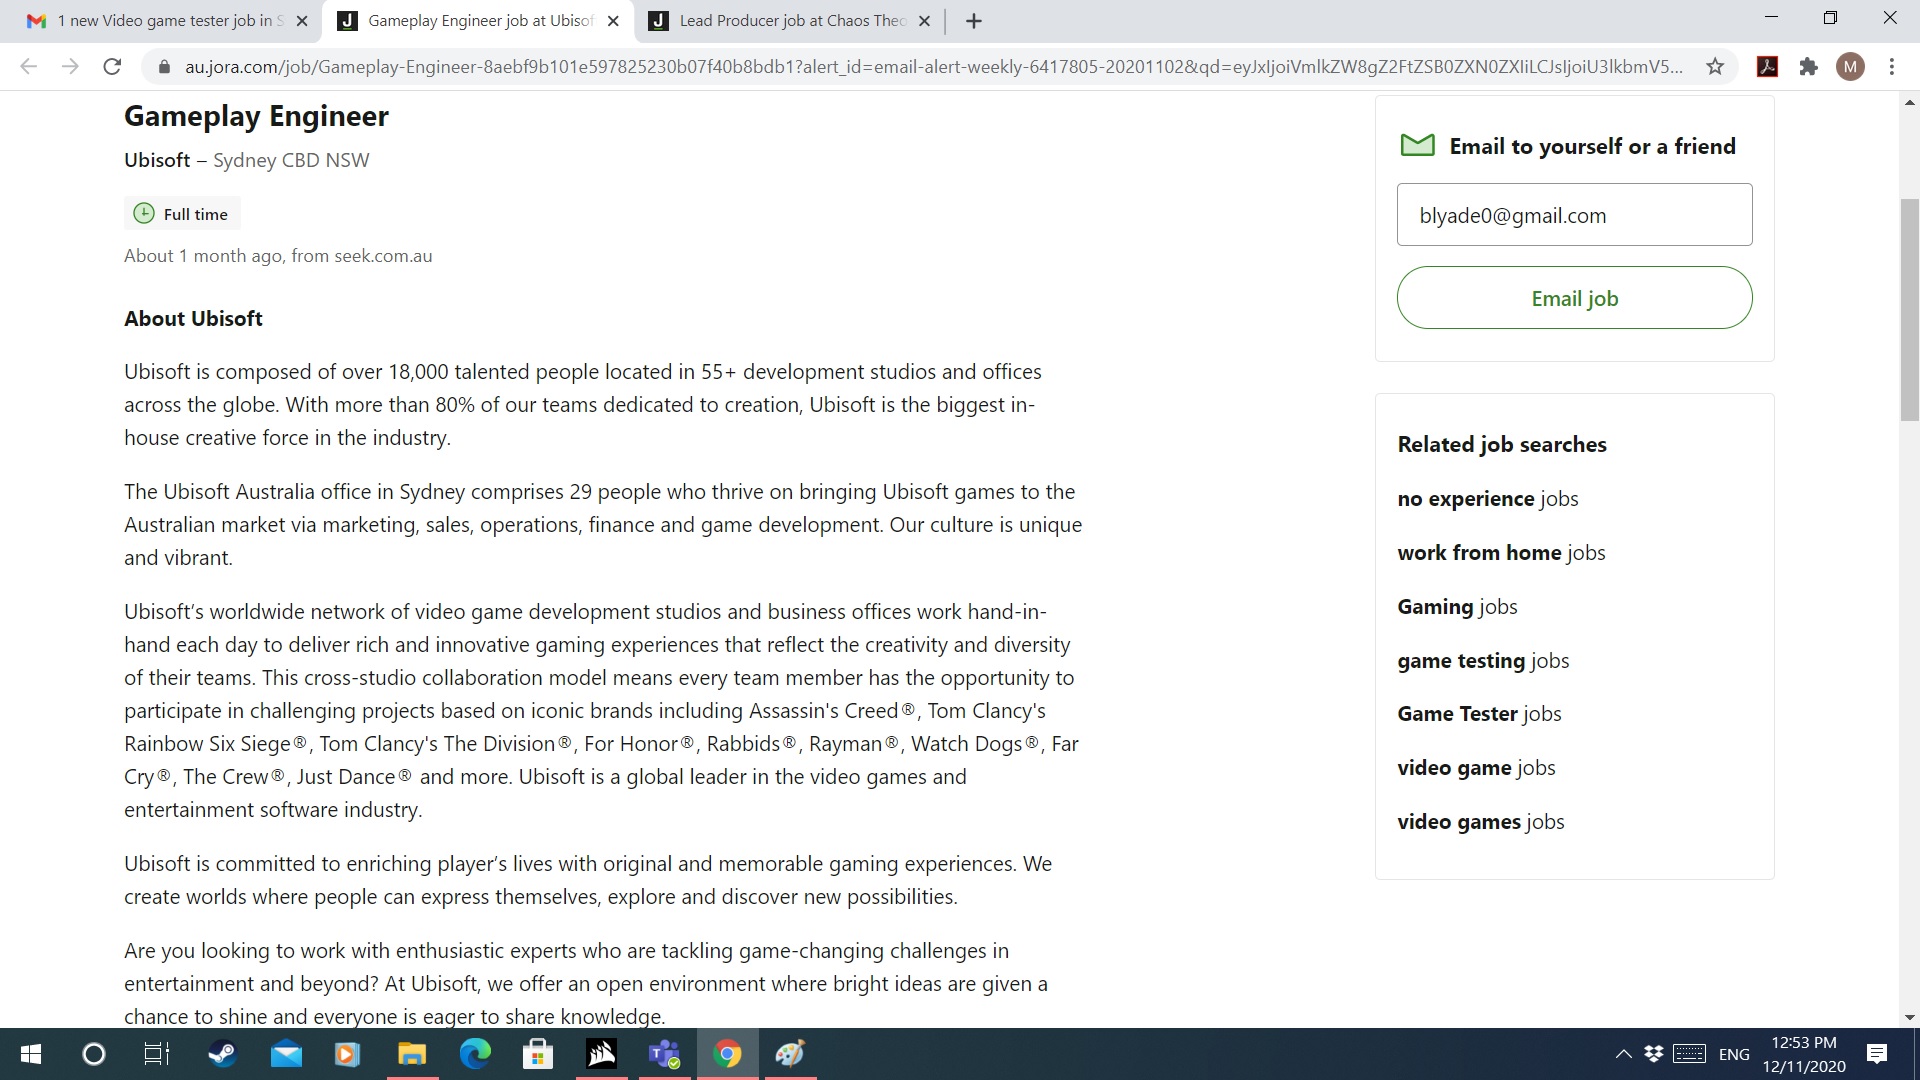 1 new Video game tester job in S
Gameplay Engineer job at Ubisof
Lead Producer job at Chaos Theo
au.jora.com/job/Gameplay-Engineer-8aebf9b101e597825230b07f40b8bdb1?alert_id=email-alert-weekly-6417805-20201102&qd=eyJxIjoiVmlkZW8gZ2FtZSB0ZXN0ZXIiLCJsIjoiU3lkbmV5...
M
Gameplay Engineer
Ubisoft – Sydney CBD NSW
Full time
About 1 month ago, from seek.com.au
About Ubisoft
Ubisoft is composed of over 18,000 talented people located in 55+ development studios and offices
across the globe. With more than 80% of our teams dedicated to creation, Ubisoft is the biggest in-
house creative force in the industry.
The Ubisoft Australia office in Sydney comprises 29 people who thrive on bringing Ubisoft games to the
Australian market via marketing, sales, operations, finance and game development. Our culture is unique
and vibrant.
Ubisoft’s worldwide network of video game development studios and business offices work hand-in-
hand each day to deliver rich and innovative gaming experiences that reflect the creativity and diversity
of their teams. This cross-studio collaboration model means every team member has the opportunity to
participate in challenging projects based on iconic brands including Assassin's Creed®, Tom Clancy's
Rainbow Six Siege®, Tom Clancy's The Division®, For Honor®, Rabbids®, Rayman®, Watch Dogs®, Far
Cry®, The Crew®, Just Dance® and more. Ubisoft is a global leader in the video games and
entertainment software industry.
Ubisoft is committed to enriching player’s lives with original and memorable gaming experiences. We
create worlds where people can express themselves, explore and discover new possibilities.
Are you looking to work with enthusiastic experts who are tackling game-changing challenges in
entertainment and beyond? At Ubisoft, we offer an open environment where bright ideas are given a
chance to shine and everyone is eager to share knowledge.
Email to yourself or a friend
blyade0@gmail.com
Email job
Related job searches
no experience jobs
work from home jobs
Gaming jobs
game testing jobs
Game Tester jobs
video game jobs
video games jobs
ENG
12:53 PM
12/11/2020